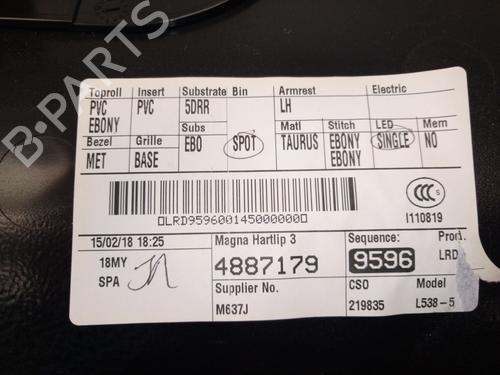 B-PARTS
Toproll Insert Substrate Bin Armrest Electric
PVC PVC 5DRR LH
EBONY
Subs Matl Stitch LED Mem
Bezel Grille EBO SPOT TAURUS EBONY SINGLE NO
MET BASE EBONY
CCC
▯LRD959600145000000▯
I110819
15/02/18 18:25 Magna Hartlip 3 Sequence: Prod.
18MY 4887179 9596 LRD
SPA Supplier No. CSO Model
M637J 219835 L538-5